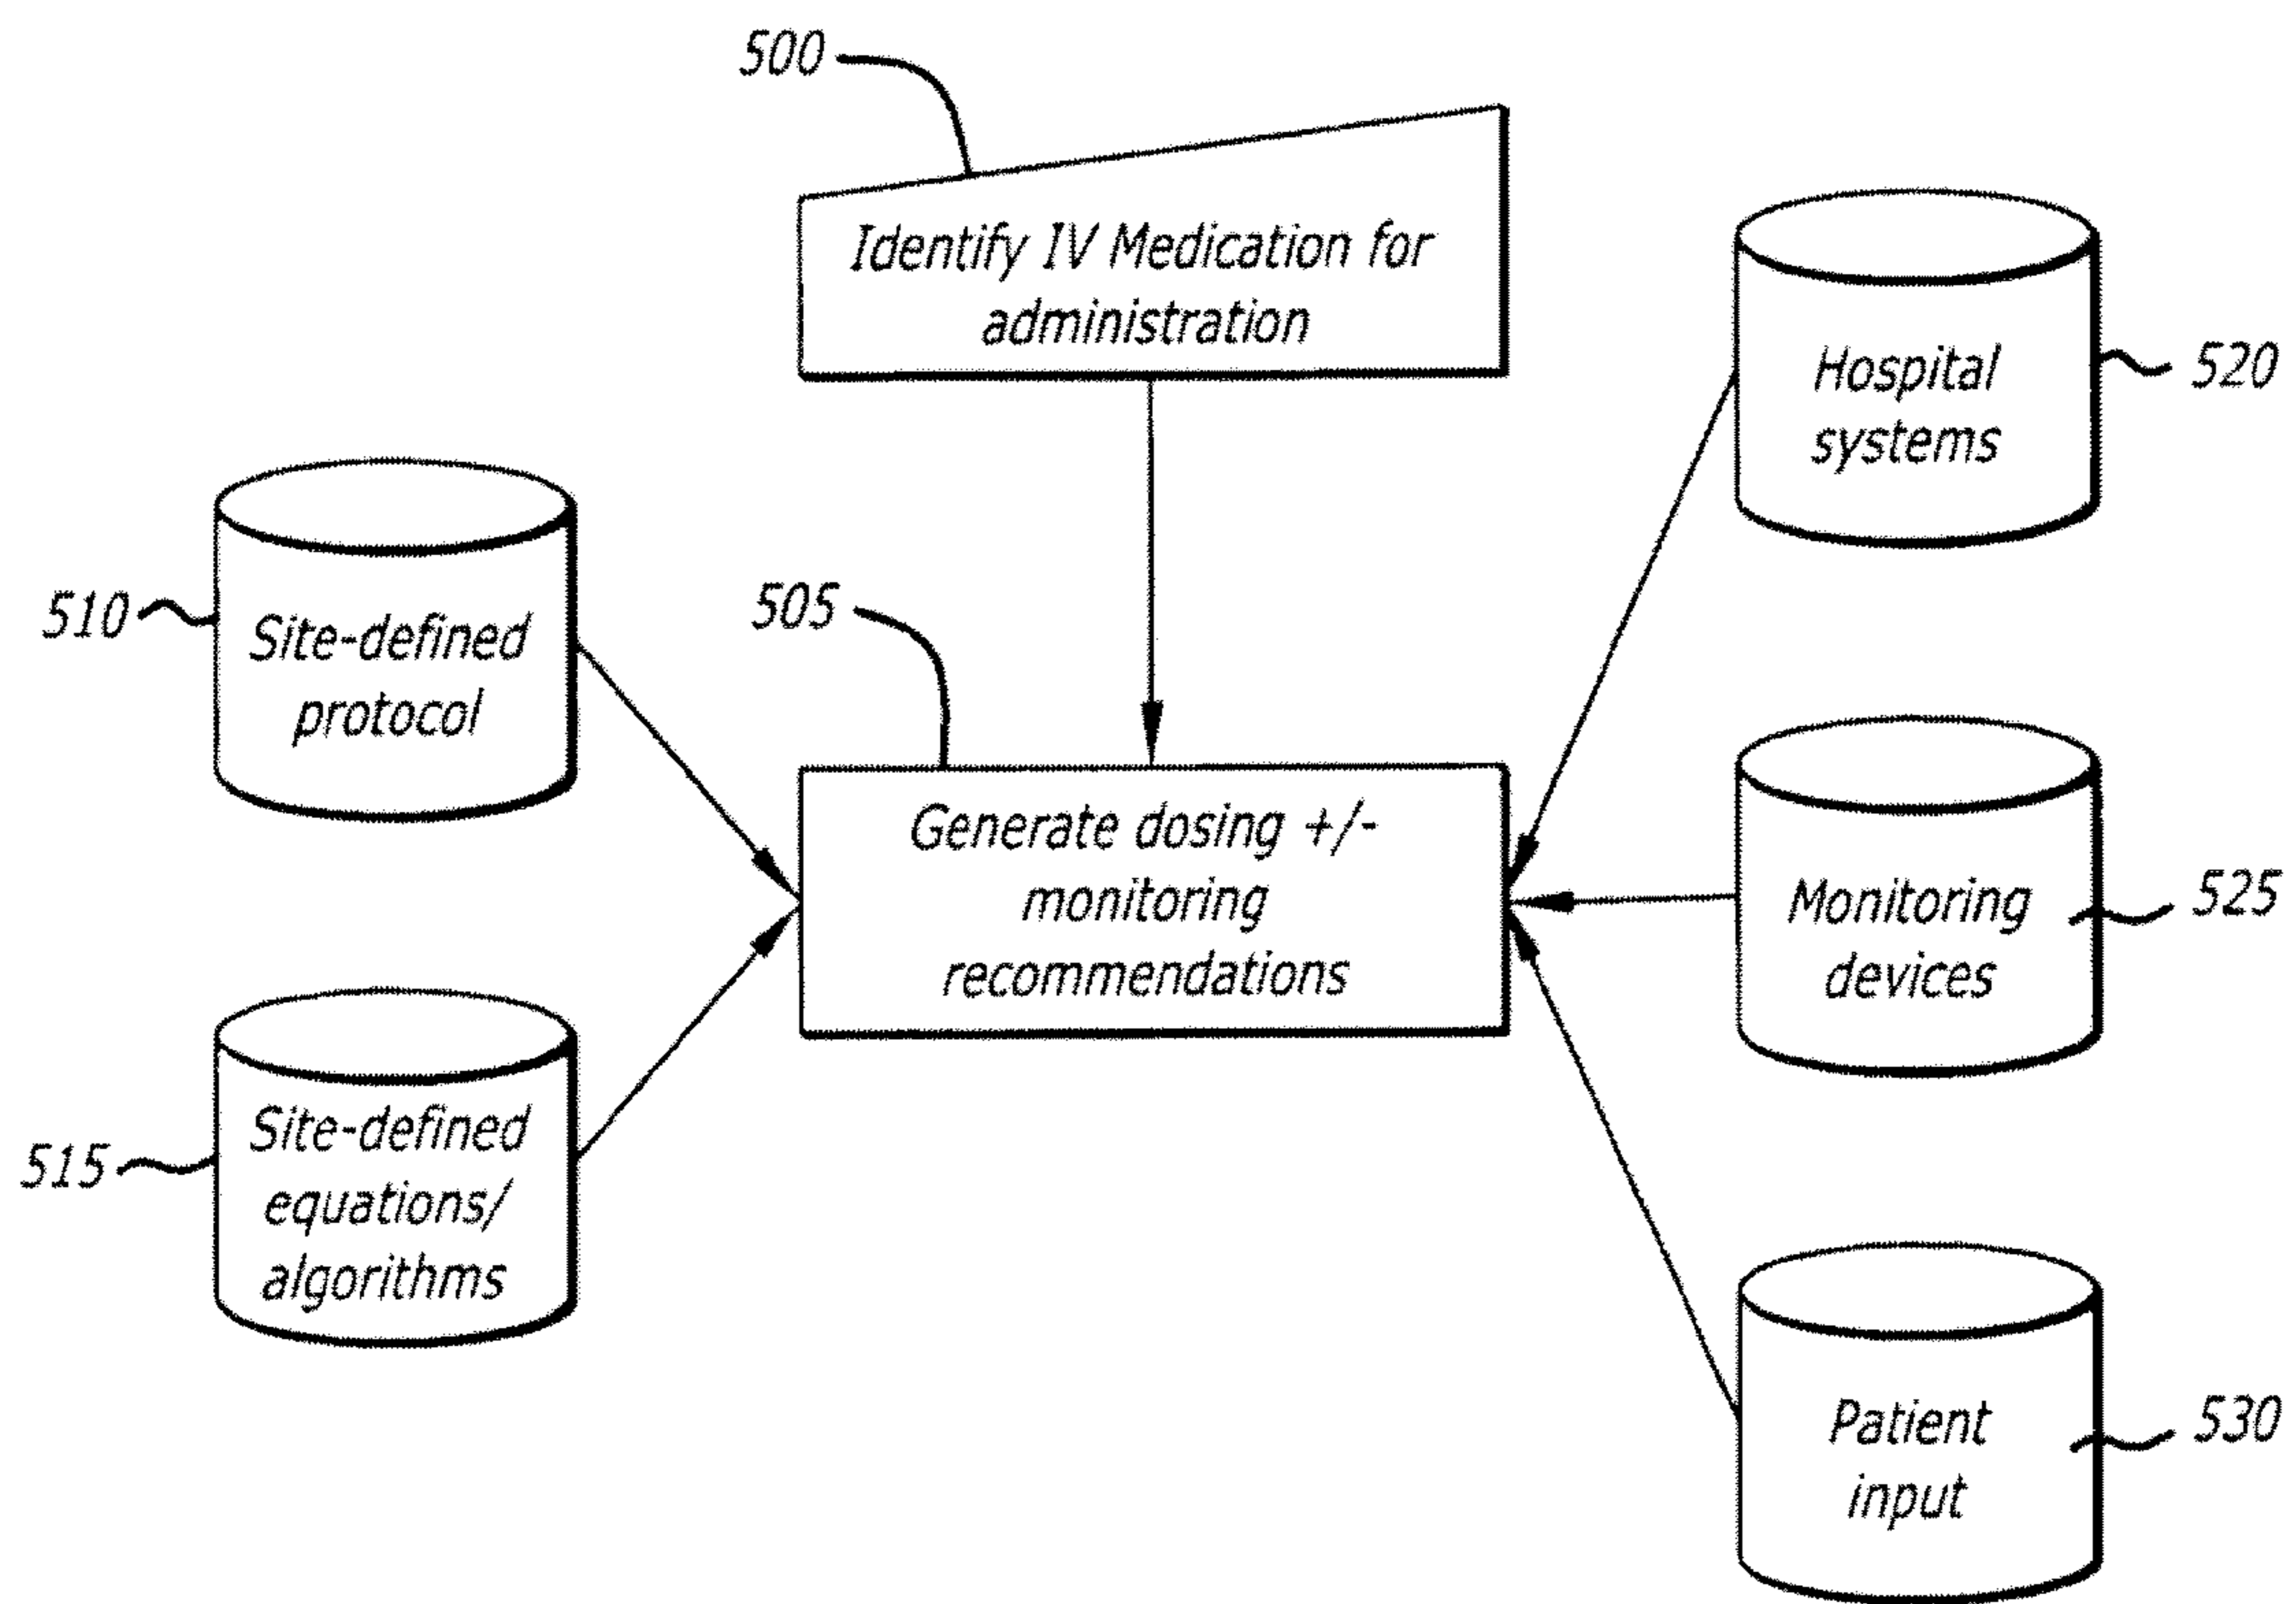 500
Identify IV Medication for
administration
Hospital
systems
520
510
Site-defined
protocol
505
Generate dosing +/-
monitoring
recommendations
Monitoring
devices
525
515
Site-defined
equations/
algorithms
Patient
input
530